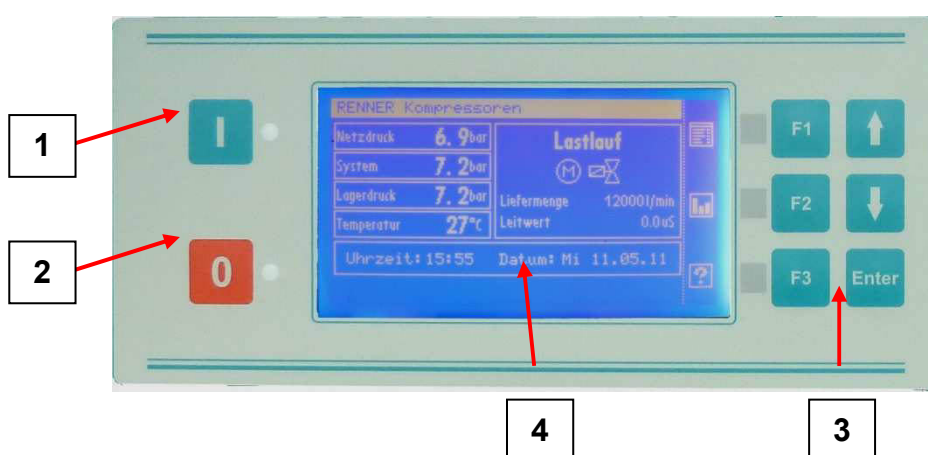 1
2
3
4
I
0
RENNER Kompressoren
Netzdruck 6.9bar
System 7.2bar
Lagerdruck 7.2bar
Temperatur 27°C
Lastlauf
M
Liefermenge 12000l/min
Leitwert 0.0uS
Uhrzeit:15:55 Datum: Mi 11.05.11
?
F1
F2
F3 Enter